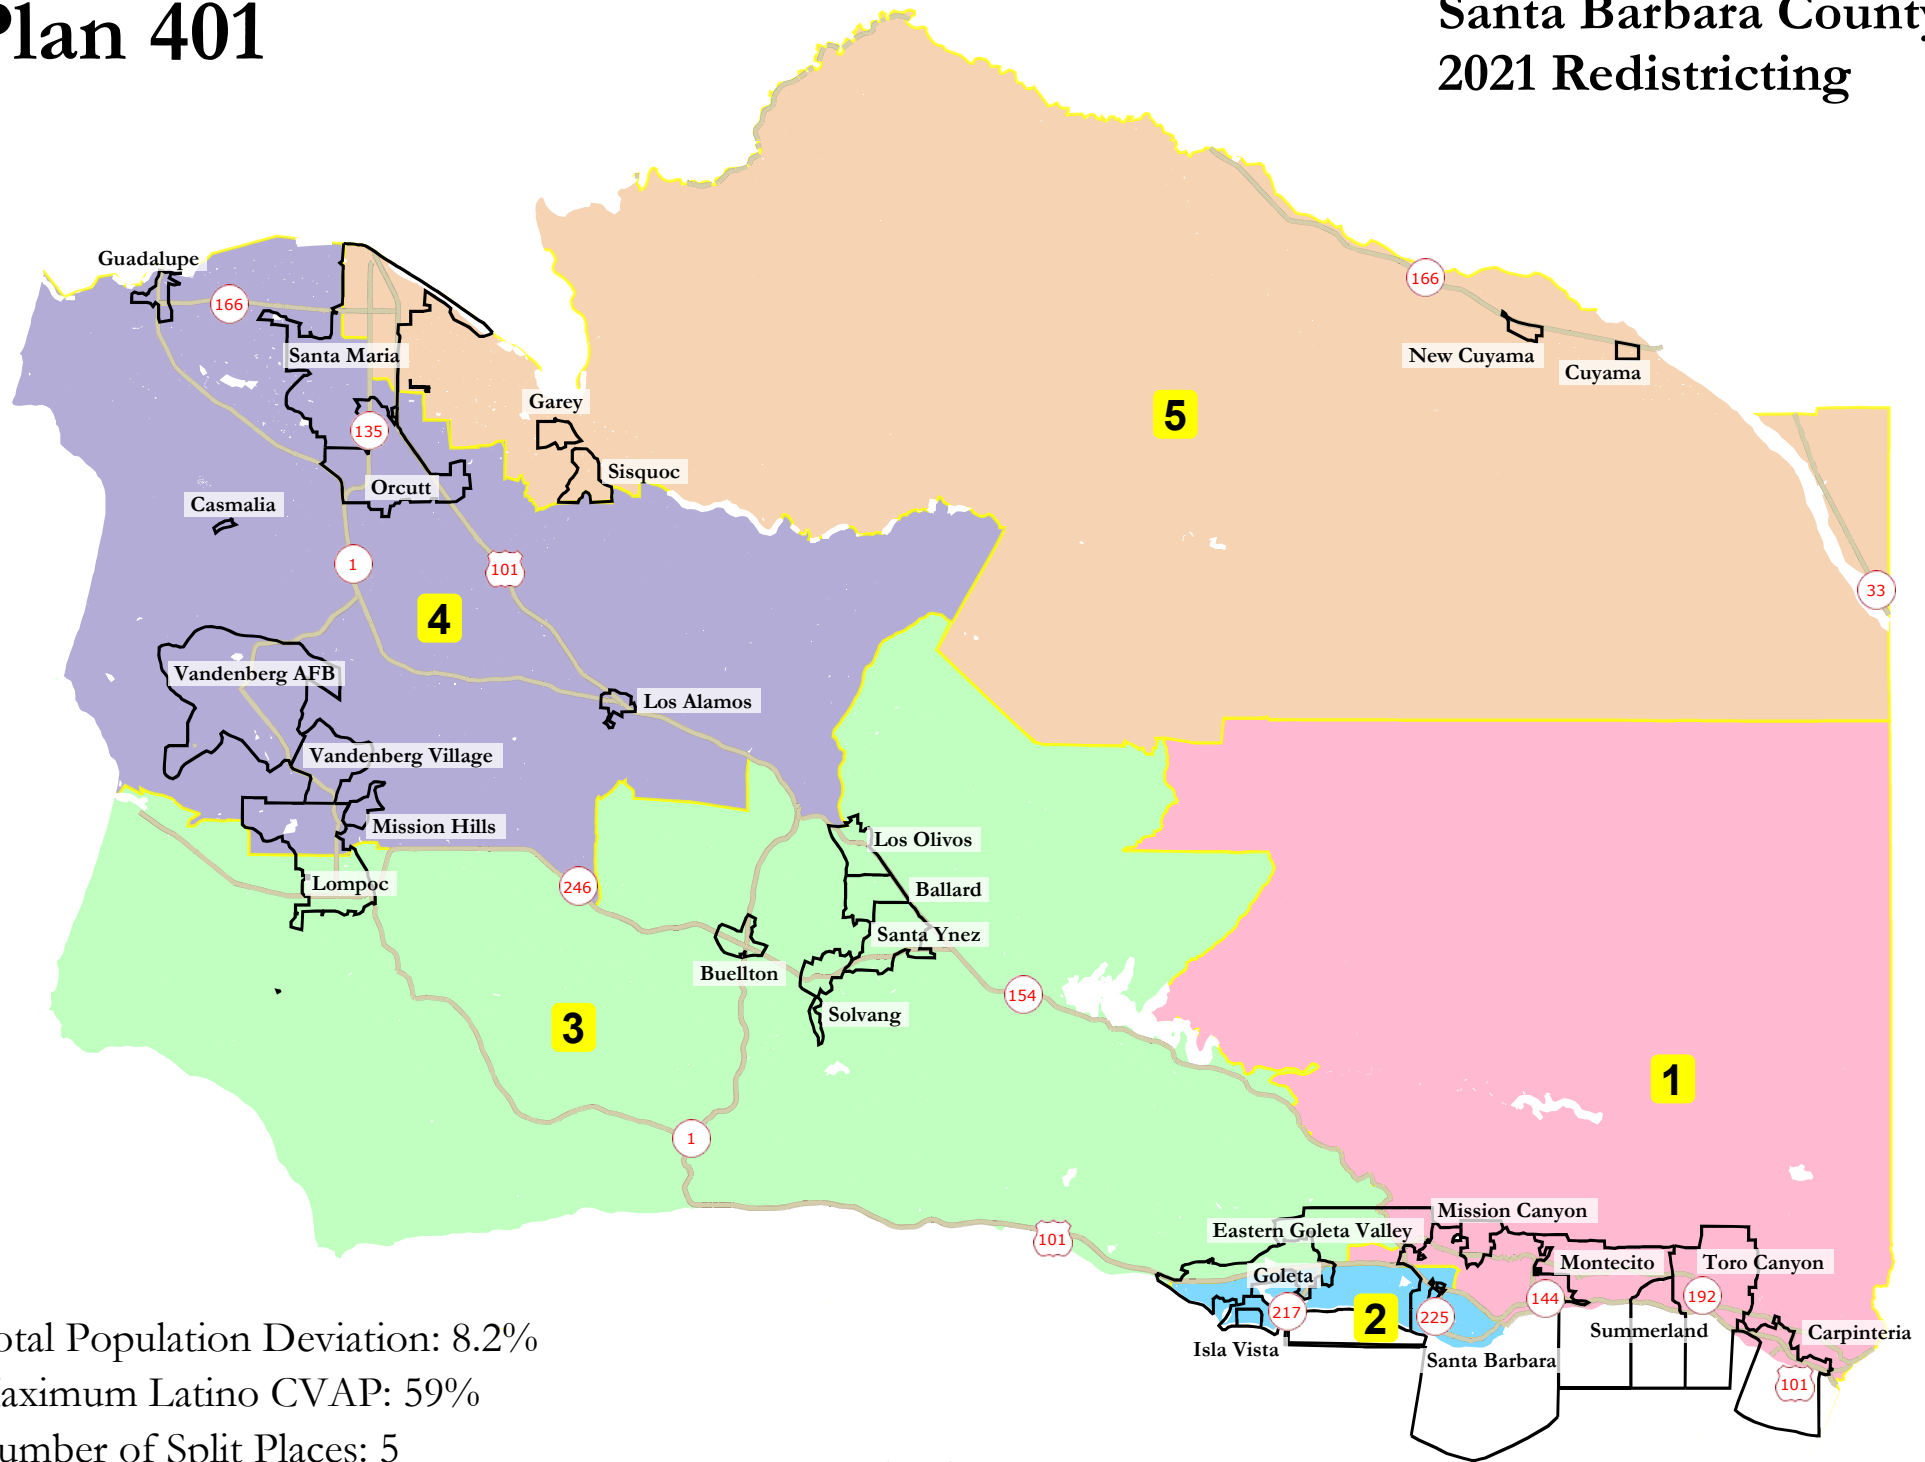 Plan 401
Santa Barbara County
2021 Redistricting
Guadalupe
166
Santa Maria
135
Orcutt
Casmalia
1
101
4
Garey
Sisquoc
5
166
New Cuyama
Cuyama
33
Vandenberg AFB
Los Alamos
Vandenberg Village
Mission Hills
Lompoc
246
Los Olivos
Ballard
Santa Ynez
Buellton
Solvang
154
3
1
1
101
Mission Canyon
Eastern Goleta Valley
Goleta
Montecito
Toro Canyon
217
2
225
144
192
Isla Vista
Santa Barbara
Summerland
Carpinteria
101
otal Population Deviation: 8.2%
aximum Latino CVAP: 59%
umber of Split Places: 5